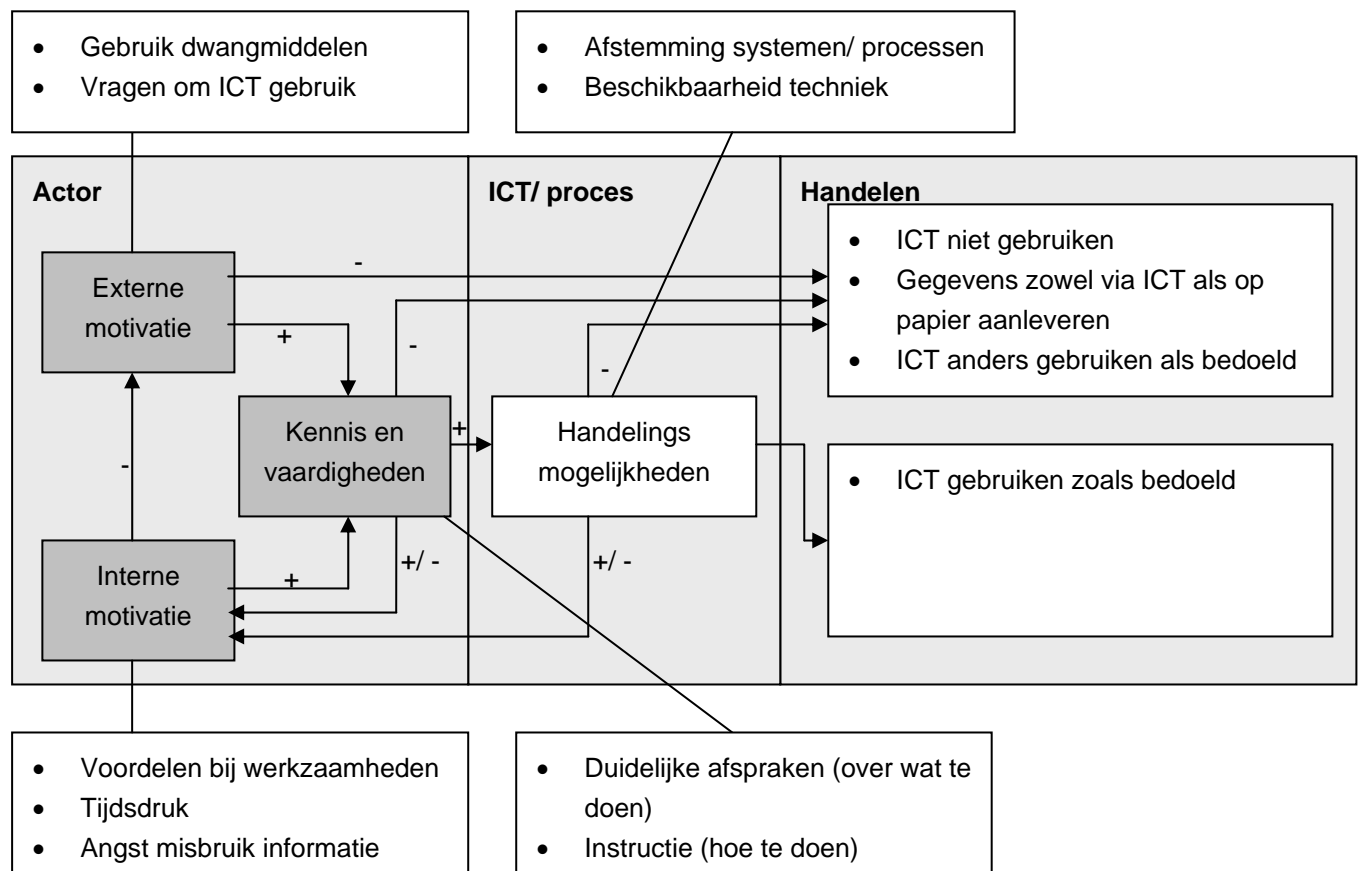 • Gebruik dwangmiddelen
• Vragen om ICT gebruik
• Afstemming systemen/ processen
• Beschikbaarheid techniek
Actor
ICT/ proces
Handelen
Externe
motivatie
-
+
-
-
• ICT niet gebruiken
• Gegevens zowel via ICT als op
papier aanleveren
• ICT anders gebruiken als bedoeld
Kennis en
vaardigheden
+
Handelings
mogelijkheden
-
• ICT gebruiken zoals bedoeld
Interne
motivatie
+
+/ -
+/ -
• Voordelen bij werkzaamheden
• Tijdsdruk
• Angst misbruik informatie
• Duidelijke afspraken (over wat te
doen)
• Instructie (hoe te doen)